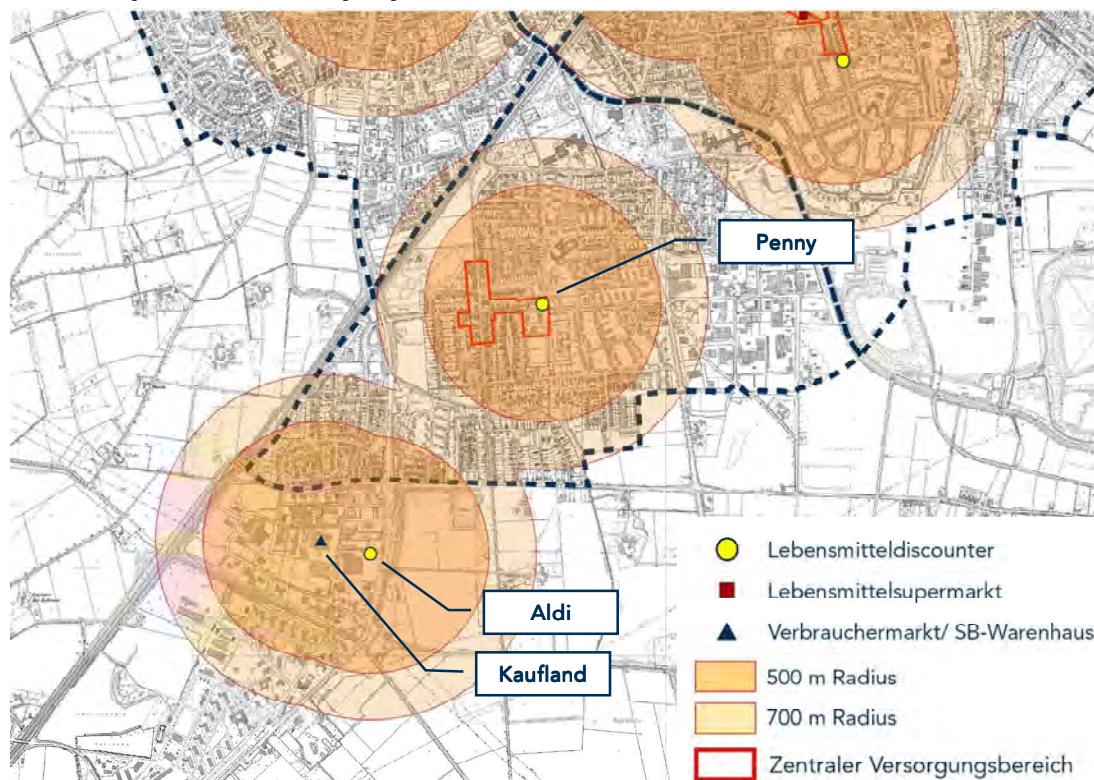 Penny
Aldi
Kaufland
Lebensmitteldiscounter
Lebensmittelsupermarkt
Verbrauchermarkt/ SB-Warenhaus
500 m Radius
700 m Radius
Zentraler Versorgungsbereich